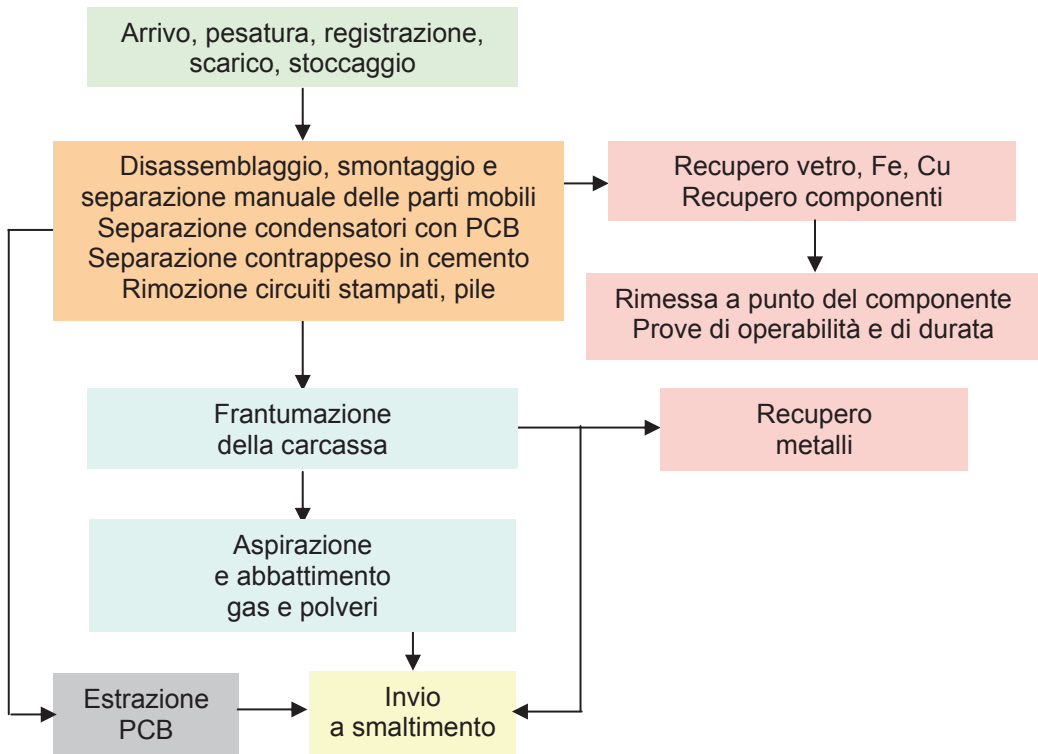 Arrivo, pesatura, registrazione,
scarico, stoccaggio
Disassemblaggio, smontaggio e
separazione manuale delle parti mobili
Separazione condensatori con PCB
Separazione contrappeso in cemento
Rimozione circuiti stampati, pile
Recupero vetro, Fe, Cu
Recupero componenti
Rimessa a punto del componente
Prove di operabilità e di durata
Frantumazione
della carcassa
Recupero
metalli
Aspirazione
e abbattimento
gas e polveri
Estrazione
PCB
Invio
a smaltimento